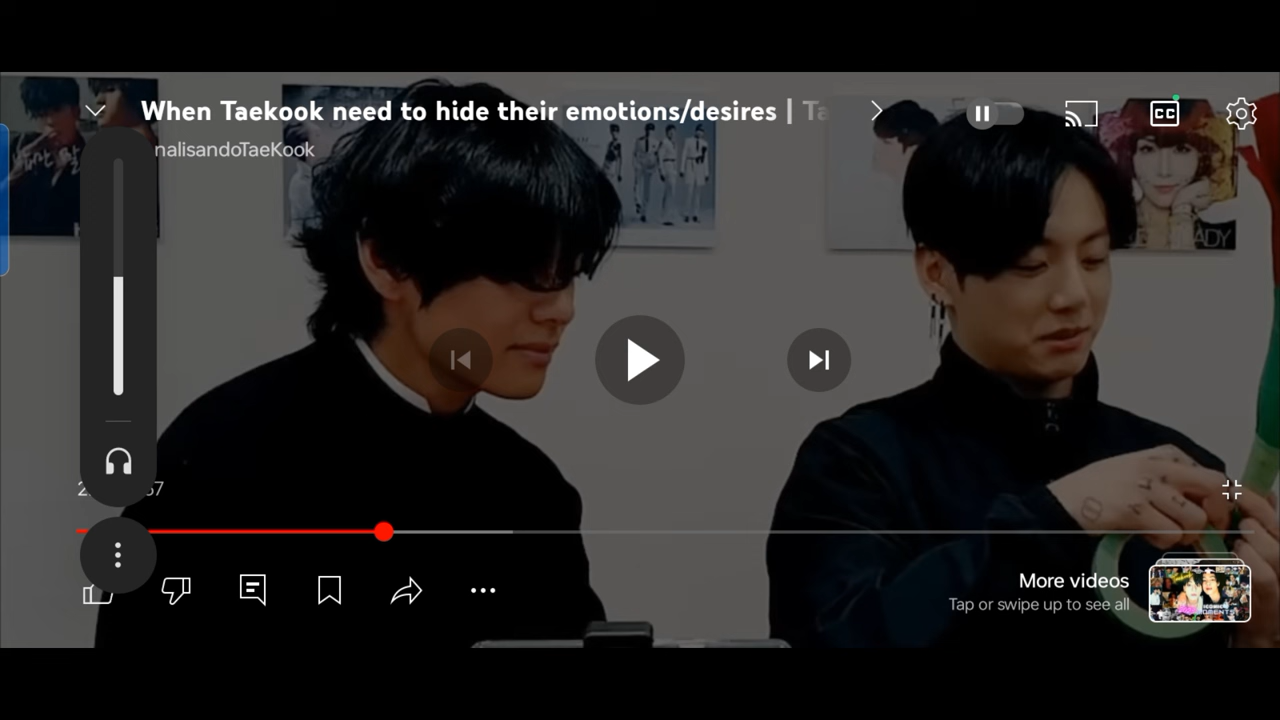 When Taekook need to hide their emotions/desires | Ta
nalisandoTaeKook
CC
More videos
Tap or swipe up to see all